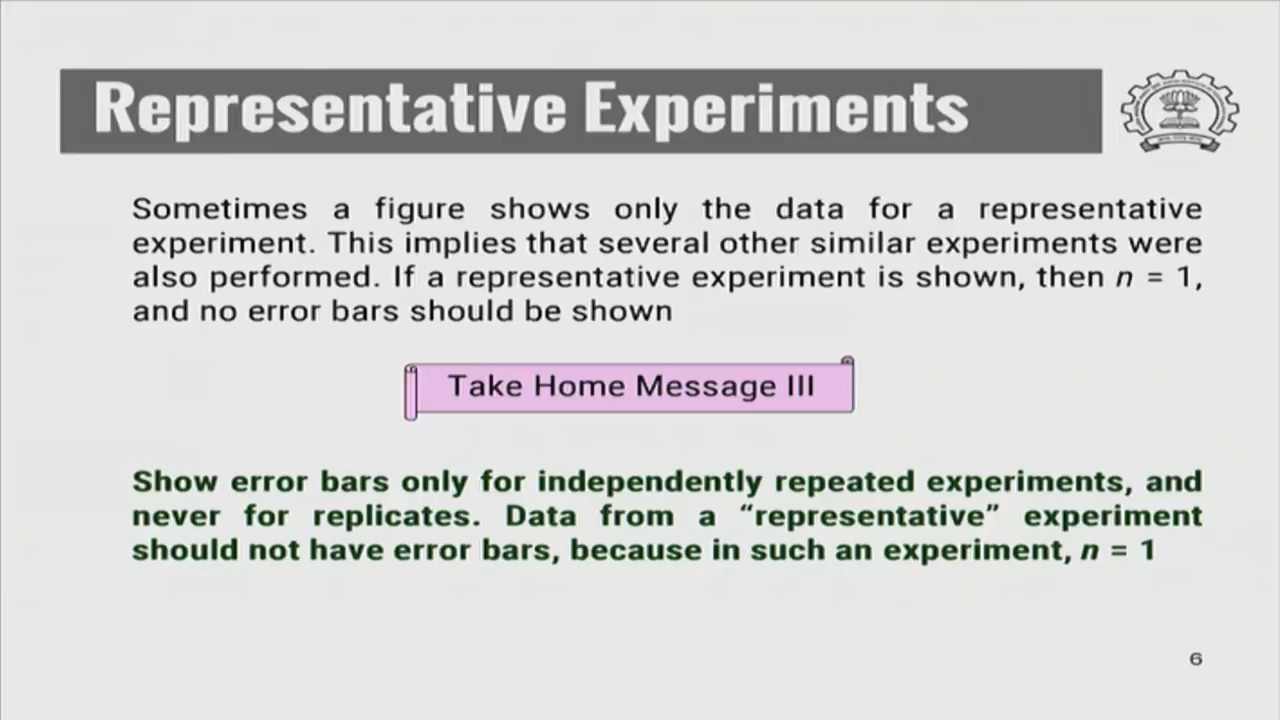 Representative Experiments
Sometimes a figure shows only the data for a representative
experiment. This implies that several other similar experiments were
also performed. If a representative experiment is shown, then n = 1,
and no error bars should be shown
Take Home Message III
Show error bars only for independently repeated experiments, and
never for replicates. Data from a “representative” experiment
should not have error bars, because in such an experiment, n = 1
6